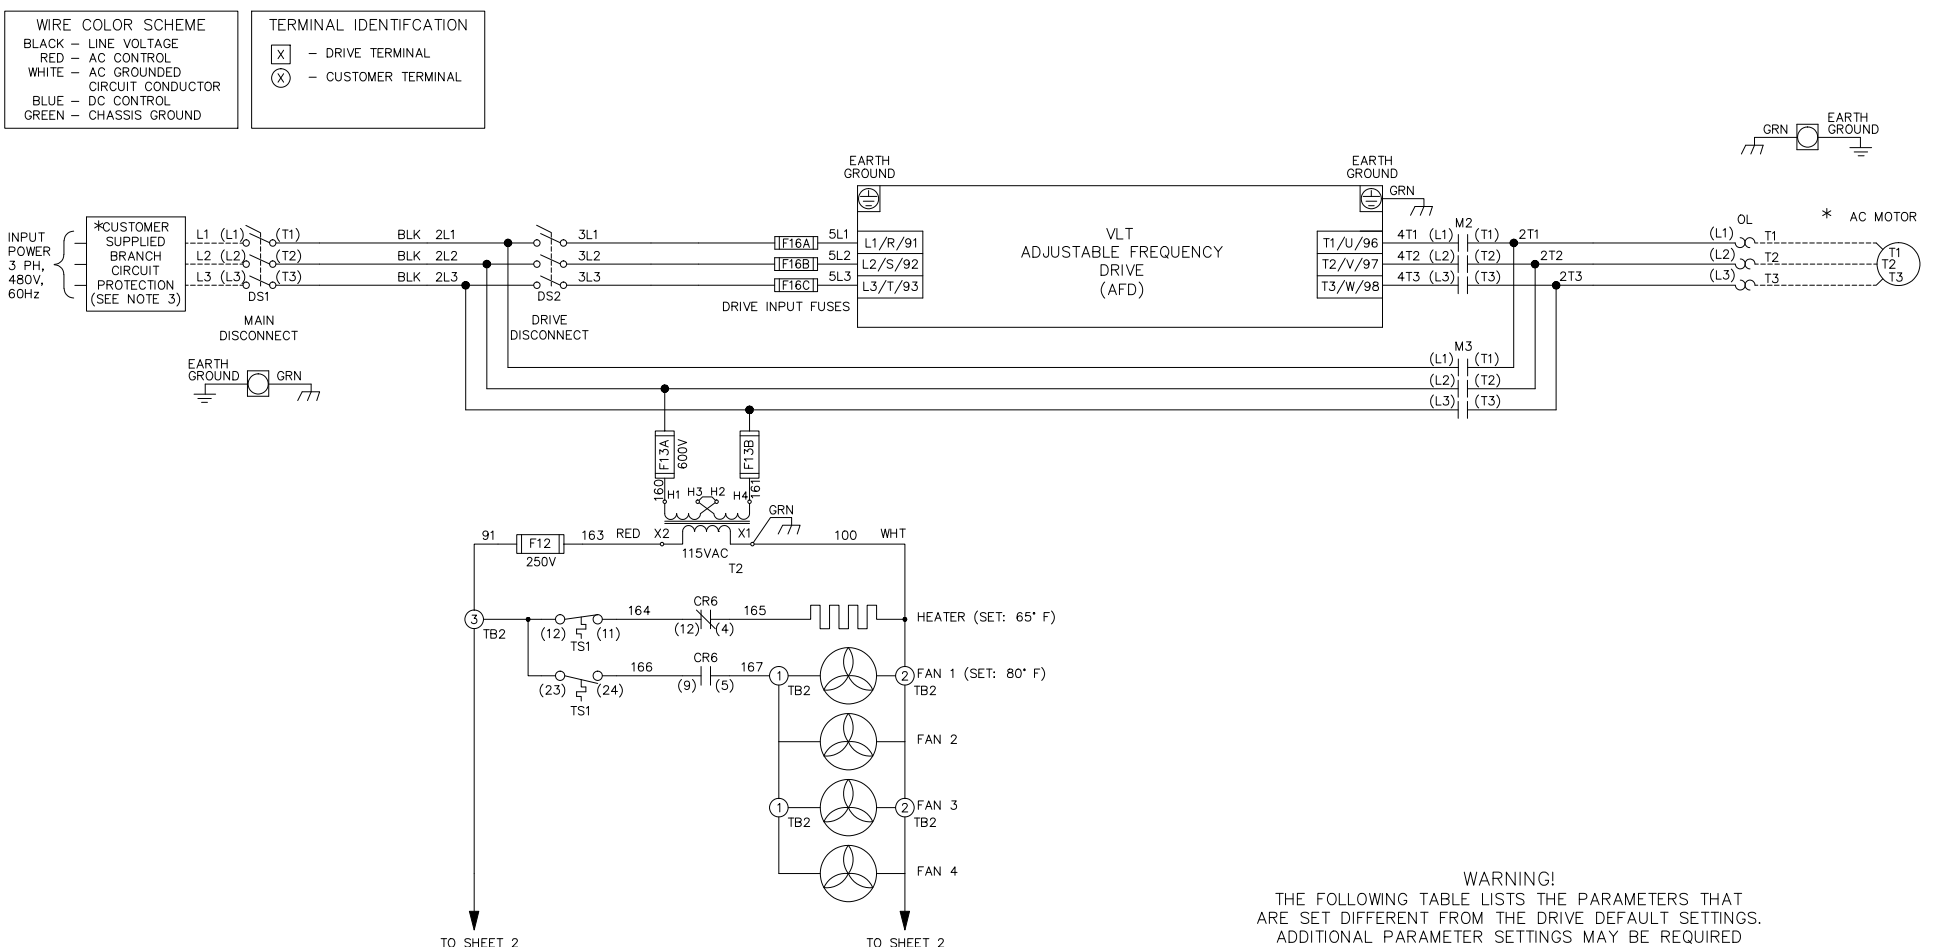 WIRE COLOR SCHEME
BLACK – LINE VOLTAGE
RED – AC CONTROL
WHITE – AC GROUNDED
CIRCUIT CONDUCTOR
BLUE – DC CONTROL
GREEN – CHASSIS GROUND
TERMINAL IDENTIFCATION
X – DRIVE TERMINAL
X – CUSTOMER TERMINAL
GRN
EARTH
GROUND
INPUT
POWER
3 PH,
480V,
60Hz
*CUSTOMER
SUPPLIED
BRANCH
CIRCUIT
PROTECTION
(SEE NOTE 3)
L1 (L1) (T1) BLK 2L1 3L1 F16A 5L1 L1/R/91
L2 (L2) (T2) BLK 2L2 3L2 F16B 5L2 L2/S/92
L3 (L3) (T3) BLK 2L3 3L3 F16C 5L3 L3/T/93
DS1
MAIN
DISCONNECT
DS2
DRIVE
DISCONNECT
DRIVE INPUT FUSES
EARTH
GROUND
EARTH
GROUND
GRN
VLT
ADJUSTABLE FREQUENCY
DRIVE
(AFD)
M2
T1/U/96 4T1 (L1) (T1) 2T1
T2/V/97 4T2 (L2) (T2) 2T2
T3/W/98 4T3 (L3) (T3) 2T3
OL
(L1) T1
(L2) T2
(L3) T3
* AC MOTOR
T1
T2
T3
EARTH
GROUND
GRN
M3
(L1) (T1)
(L2) (T2)
(L3) (T3)
F13A
600V
F13B
160
161
H1 H3 H2 H4
GRN
91 F12 163 RED X2 X1 100 WHT
250V
115VAC
T2
3
TB2
164 CR6 165
(12) (11) (12) (4)
TS1
HEATER (SET: 65° F)
166 CR6 167
(23) (24) (9) (5)
TS1
1
TB2
2
TB2
FAN 1 (SET: 80° F)
FAN 2
1
TB2
2
TB2
FAN 3
FAN 4
TO SHEET 2
TO SHEET 2
WARNING!
THE FOLLOWING TABLE LISTS THE PARAMETERS THAT
ARE SET DIFFERENT FROM THE DRIVE DEFAULT SETTINGS.
ADDITIONAL PARAMETER SETTINGS MAY BE REQUIRED